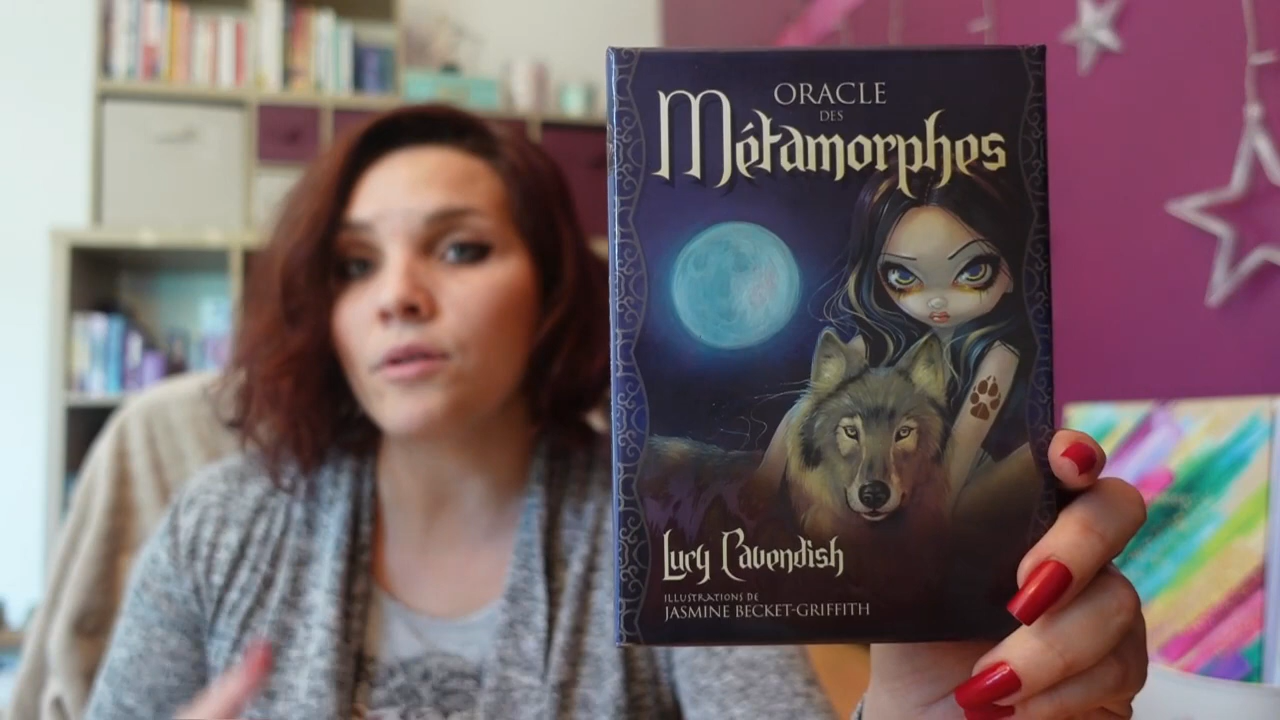 ORACLE
DES
Métamorphes
Lucy Cavendish
ILLUSTRATIONS DE
JASMINE BECKET-GRIFFITH